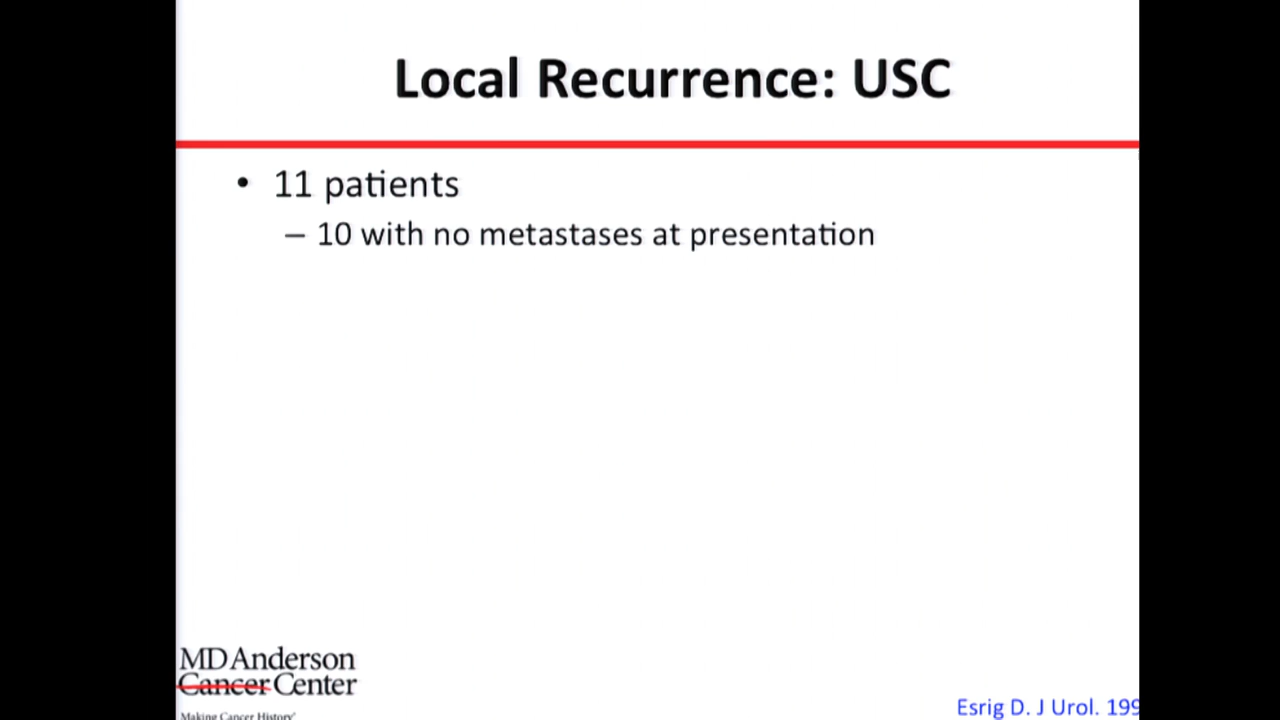 Local Recurrence: USC
• 11 patients
– 10 with no metastases at presentation
MD Anderson
Cancer Center
Making Cancer History®
Esrig D. J Urol. 199